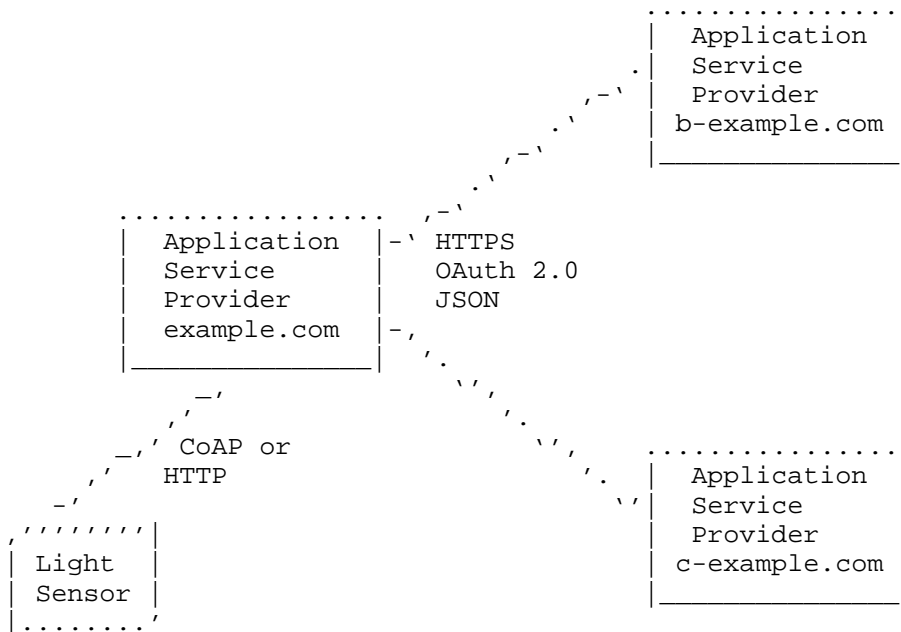 Application
Service
Provider
b-example.com
Application
Service
Provider
example.com
HTTPS
OAuth 2.0
JSON
CoAP or
HTTP
Light
Sensor
Application
Service
Provider
c-example.com